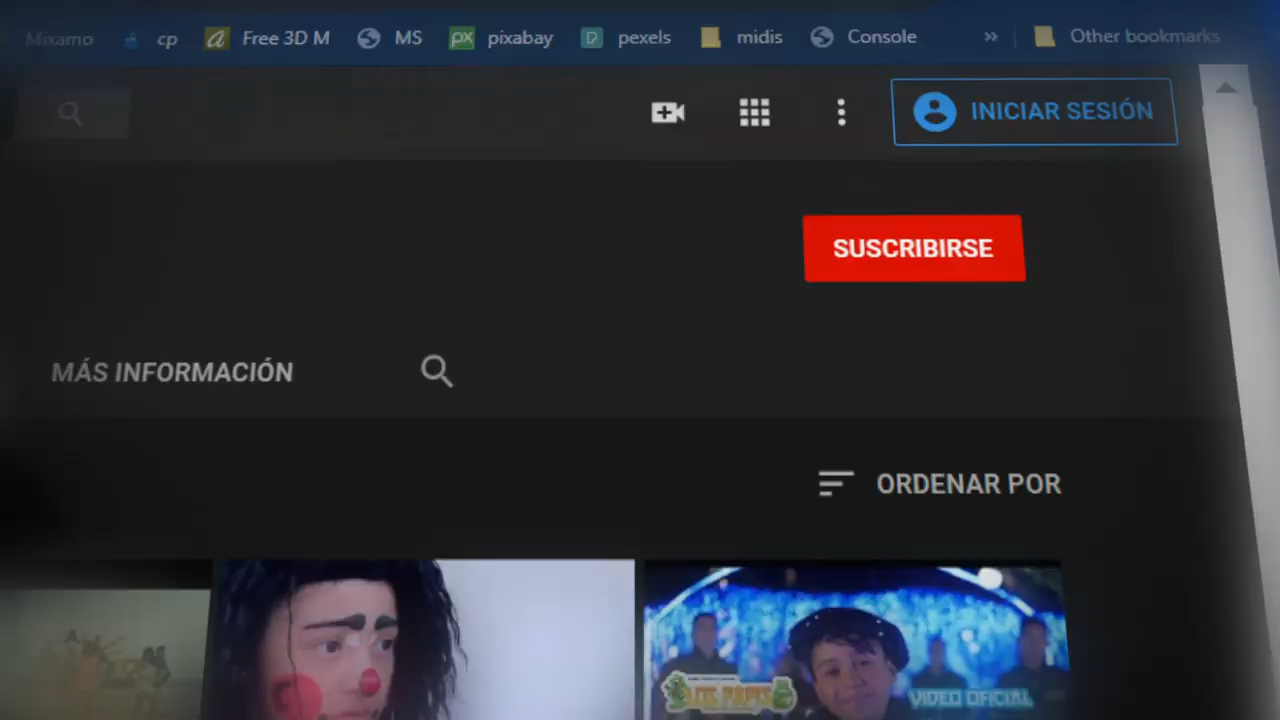 Mixamo cp Free 3D M MS pixabay pexels midis Console » Other bookmarks
INICIAR SESIÓN
SUSCRIBIRSE
MÁS INFORMACIÓN
ORDENAR POR
VIDEO OFICIAL